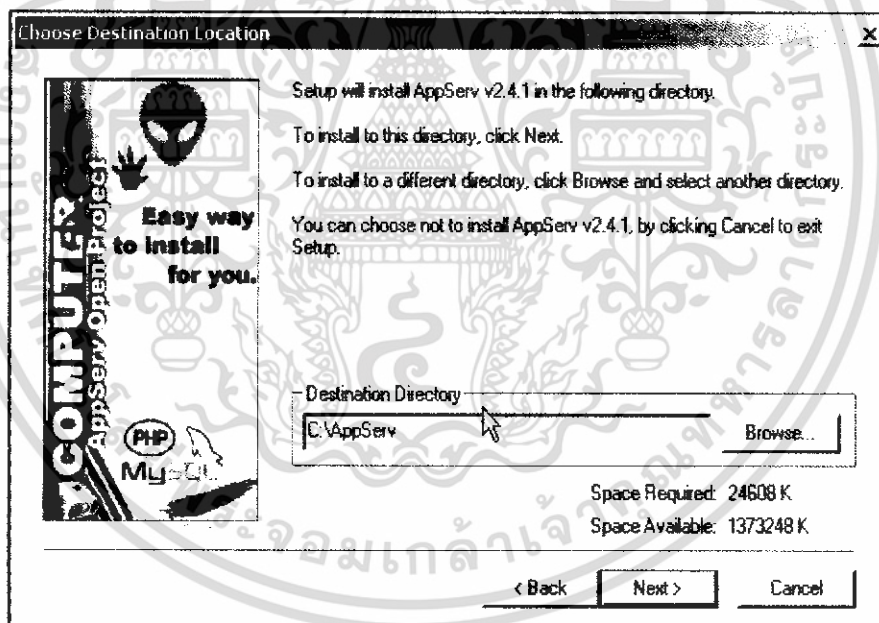 Choose Destination Location
X
Setup will install AppServ v2.4.1 in the following directory.
To install to this directory, click Next.
To install to a different directory, click Browse and select another directory.
You can choose not to install AppServ v2.4.1, by clicking Cancel to exit
Setup.
COMPUTER
AppServ Open Project
Easy way
to install
for you.
PHP
MySQL
Destination Directory
C:\AppServ
Browse...
Space Required: 24608 K
Space Available: 1373248 K
< Back
Next >
Cancel